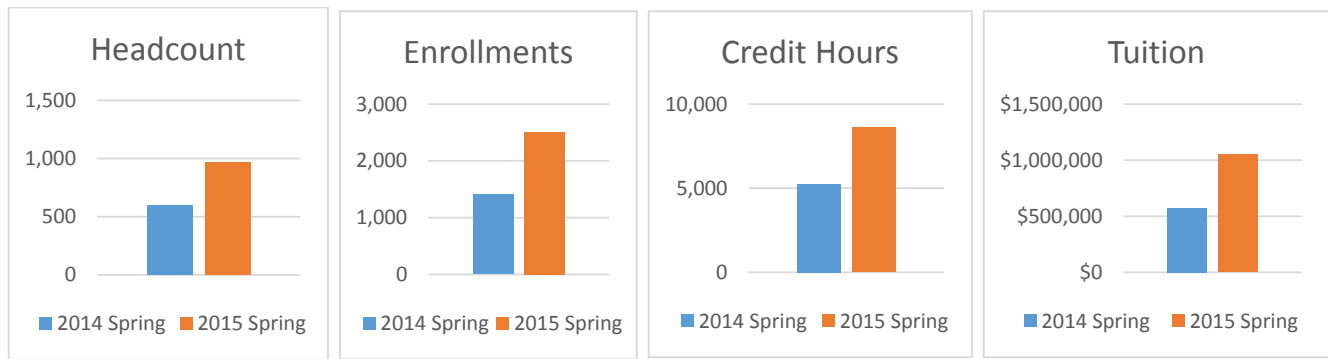 Headcount
1,500
1,000
500
0
2014 Spring 2015 Spring
Enrollments
3,000
2,000
1,000
0
2014 Spring 2015 Spring
Credit Hours
10,000
5,000
0
2014 Spring 2015 Spring
Tuition
$1,500,000
$1,000,000
$500,000
$0
2014 Spring 2015 Spring